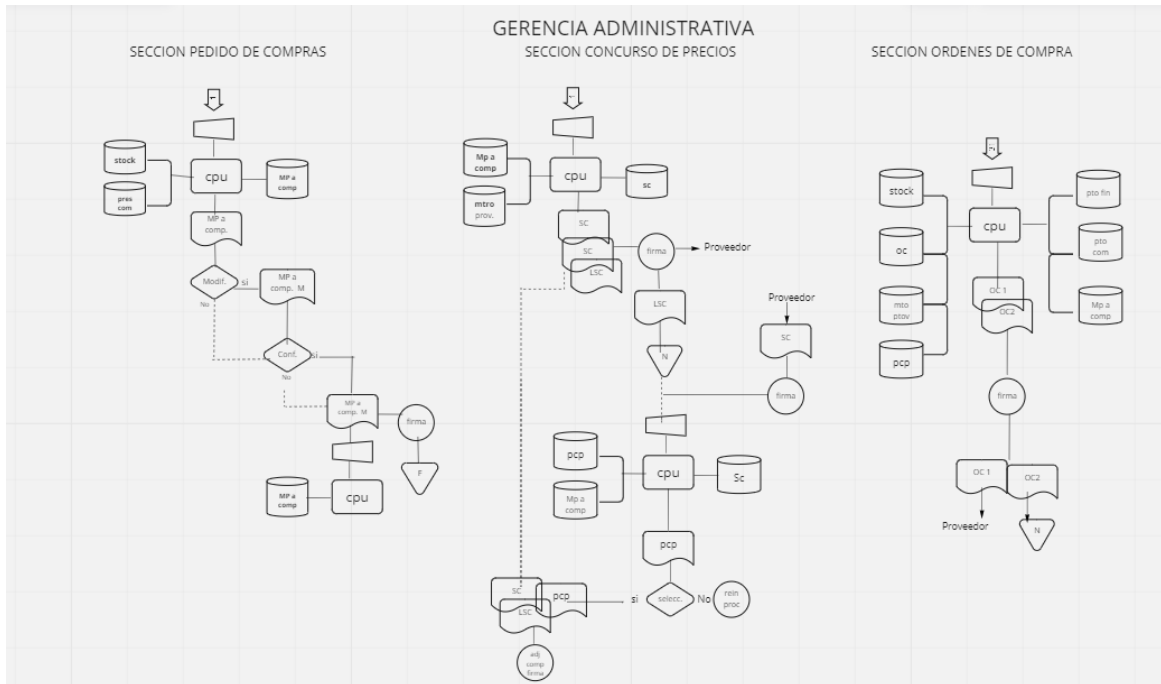 GERENCIA ADMINISTRATIVA
SECCION PEDIDO DE COMPRAS
1
stock
pres
com
cpu
MP a
comp
MP a
comp.
Modif.
si
No
MP a
comp. M
Conf.
si
No
MP a
comp. M
firma
F
MP a
comp
cpu
SECCION CONCURSO DE PRECIOS
Mp a
comp
mtro
prov.
cpu
sc
SC
SC
LSC
firma
Proveedor
LSC
N
Proveedor
SC
firma
pcp
Mp a
comp
cpu
Sc
pcp
selecc.
si
No
rein
proc
SC
pcp
LSC
adj
comp
firma
SECCION ORDENES DE COMPRA
stock
oc
mto
ptov
pcp
cpu
pto fin
pto
com
Mp a
comp
OC 1
OC2
firma
OC 1
OC2
Proveedor
N